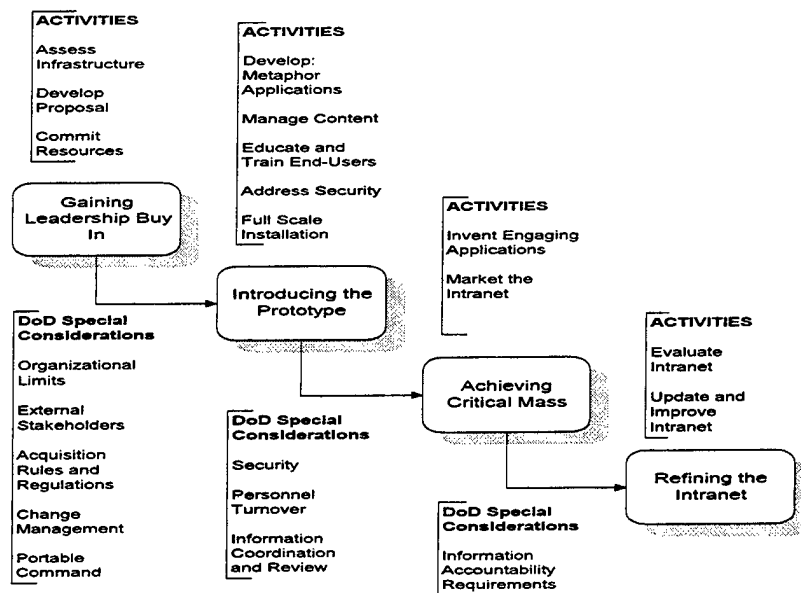 ACTIVITIES
Assess
Infrastructure
Develop
Proposal
Commit
Resources
Gaining
Leadership Buy
In
DoD Special
Considerations
Organizational
Limits
External
Stakeholders
Acquisition
Rules and
Regulations
Change
Management
Portable
Command
ACTIVITIES
Develop:
Metaphor
Applications
Manage Content
Educate and
Train End-Users
Address Security
Full Scale
Installation
Introducing the
Prototype
DoD Special
Considerations
Security
Personnel
Turnover
Information
Coordination
and Review
ACTIVITIES
Invent Engaging
Applications
Market the
Intranet
Achieving
Critical Mass
DoD Special
Considerations
Information
Accountability
Requirements
ACTIVITIES
Evaluate
Intranet
Update and
Improve
Intranet
Refining the
Intranet